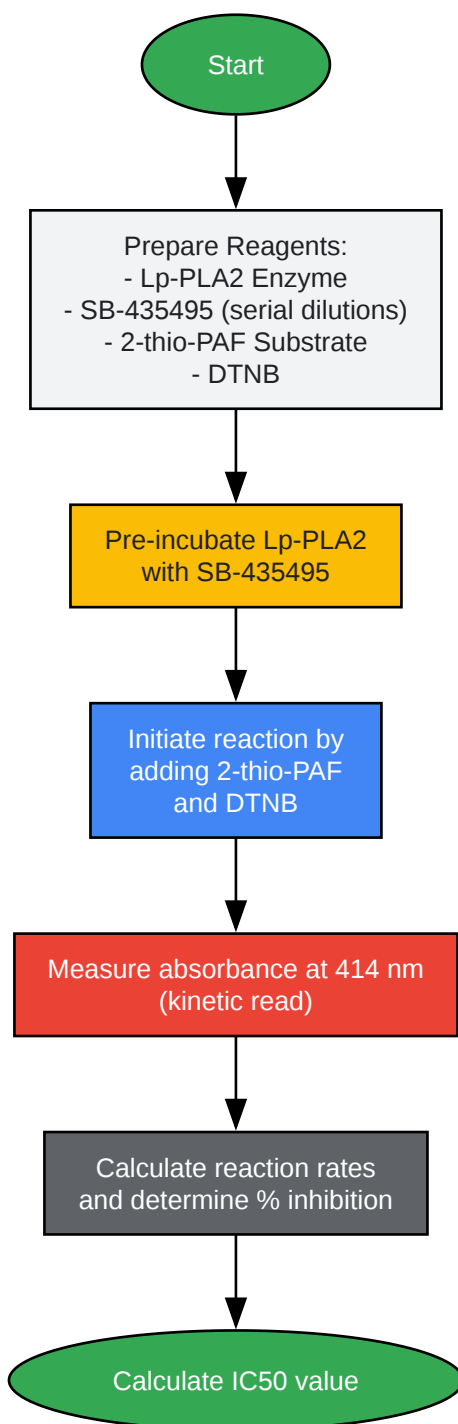 Start
Prepare Reagents:
- Lp-PLA2 Enzyme
- SB-435495 (serial dilutions)
- 2-thio-PAF Substrate
- DTNB
Pre-incubate Lp-PLA2
with SB-435495
Initiate reaction by
adding 2-thio-PAF
and DTNB
Measure absorbance at 414 nm
(kinetic read)
Calculate reaction rates
and determine % inhibition
Calculate IC50 value